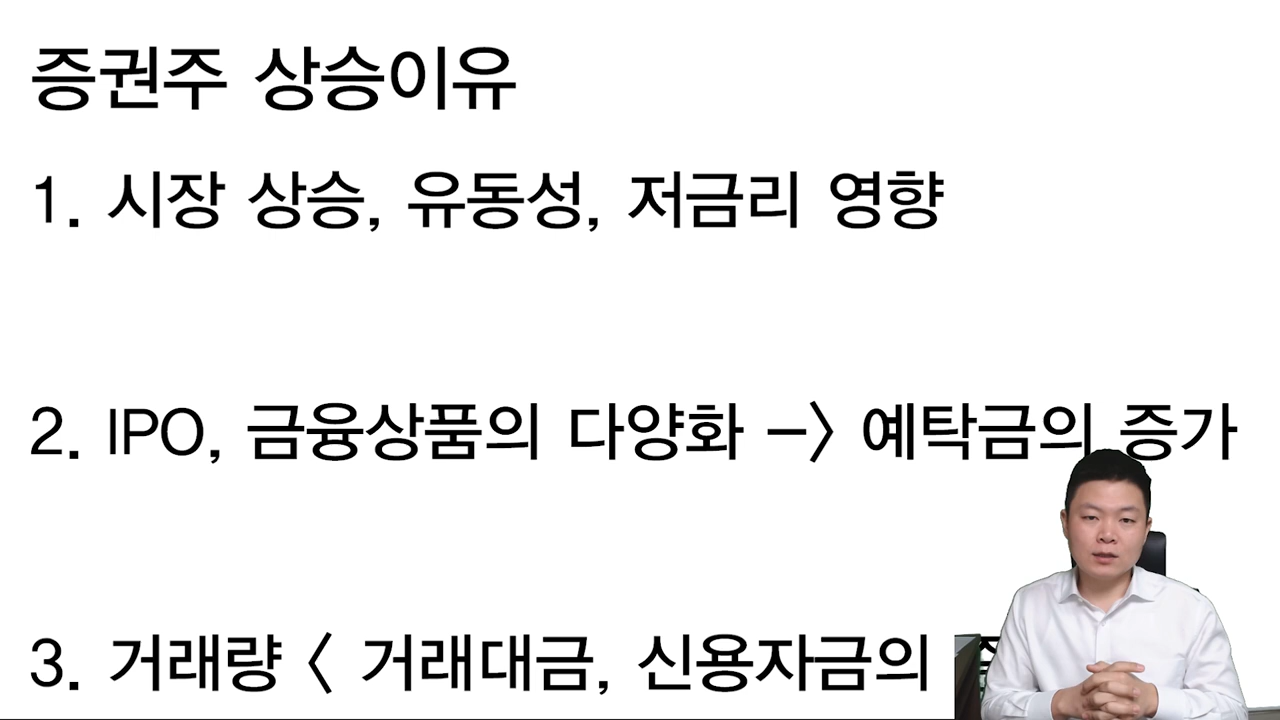 증권주 상승이유
1. 시장 상승, 유동성, 저금리 영향
2. IPO, 금융상품의 다양화 -> 예탁금의 증가
3. 거래량 < 거래대금, 신용자금의